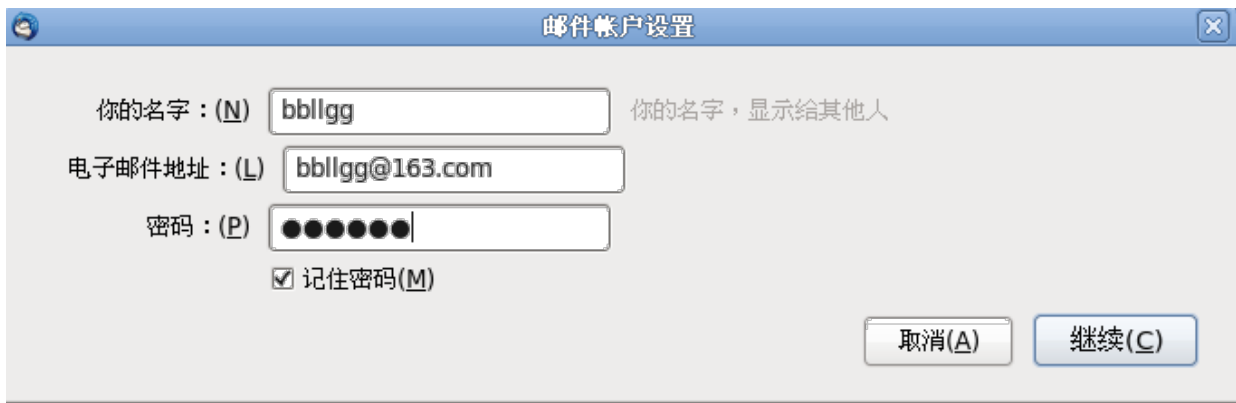 邮件帐户设置
你的名字：(N) bbllgg 你的名字，显示给其他人
电子邮件地址：(L) bbllgg@163.com
密码：(P) ●●●●●●
记住密码(M)
取消(A) 继续(C)